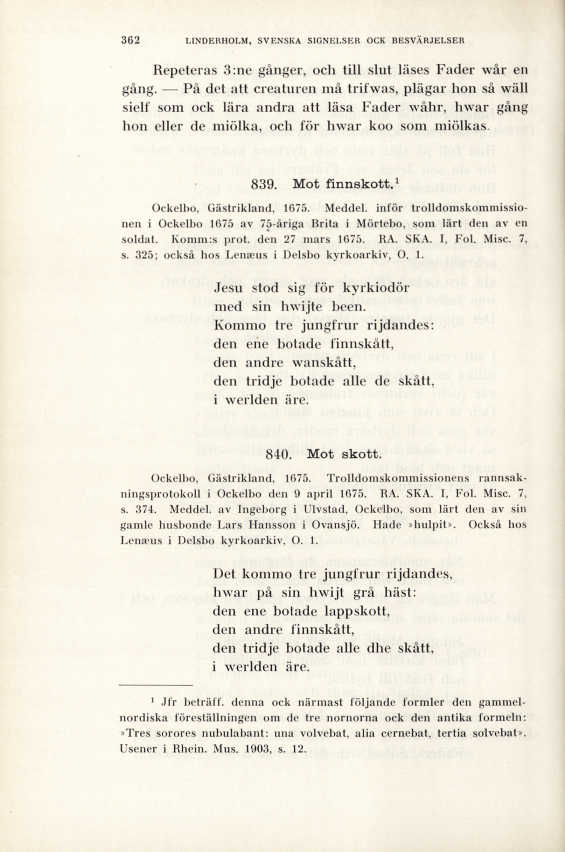 362 LINDERHOLM, SVENSKA SIGNELSER OCK BESVÄRJELSER
Repeteras 3:ne gånger, och till slut läses Fader wår en
gång. — På det att creaturen må trifwas, plägar hon så wäll
sielf som ock lära andra att läsa Fader wåhr, hwar gång
hon eller de miölka, och för hwar koo som miölkas.
839. Mot finnskott.¹
Ockelbo, Gästrikland, 1675. Meddel. inför trolldomskommissio-
nen i Ockelbo 1675 av 75-åriga Brita i Mörtebo, som lärt den av en
soldat. Komm:s prot. den 27 mars 1675. RA. SKA. I, Fol. Misc. 7,
s. 325; också hos Lenæus i Delsbo kyrkoarkiv, O. 1.
Jesu stod sig för kyrkiodör
med sin hwijte been.
Kommo tre jungfrur rijdandes:
den ene botade finnskått,
den andre wanskått,
den tridje botade alle de skått,
i werlden äre.
840. Mot skott.
Ockelbo, Gästrikland, 1675. Trolldomskommissionens rannsak-
ningsprotokoll i Ockelbo den 9 april 1675. RA. SKA. I, Fol. Misc. 7,
s. 374. Meddel. av Ingeborg i Ulvstad, Ockelbo, som lärt den av sin
gamle husbonde Lars Hansson i Ovansjö. Hade »hulpit». Också hos
Lenæus i Delsbo kyrkoarkiv, O. 1.
Det kommo tre jungfrur rijdandes,
hwar på sin hwijt grå häst:
den ene botade lappskott,
den andre finnskått,
den tridje botade alle dhe skått,
i werlden äre.
¹ Jfr beträff. denna ock närmast följande formler den gammel-
nordiska föreställningen om de tre nornorna ock den antika formeln:
»Tres sorores nubulabant: una volvebat, alia cernebat, tertia solvebat».
Usener i Rhein. Mus. 1903, s. 12.